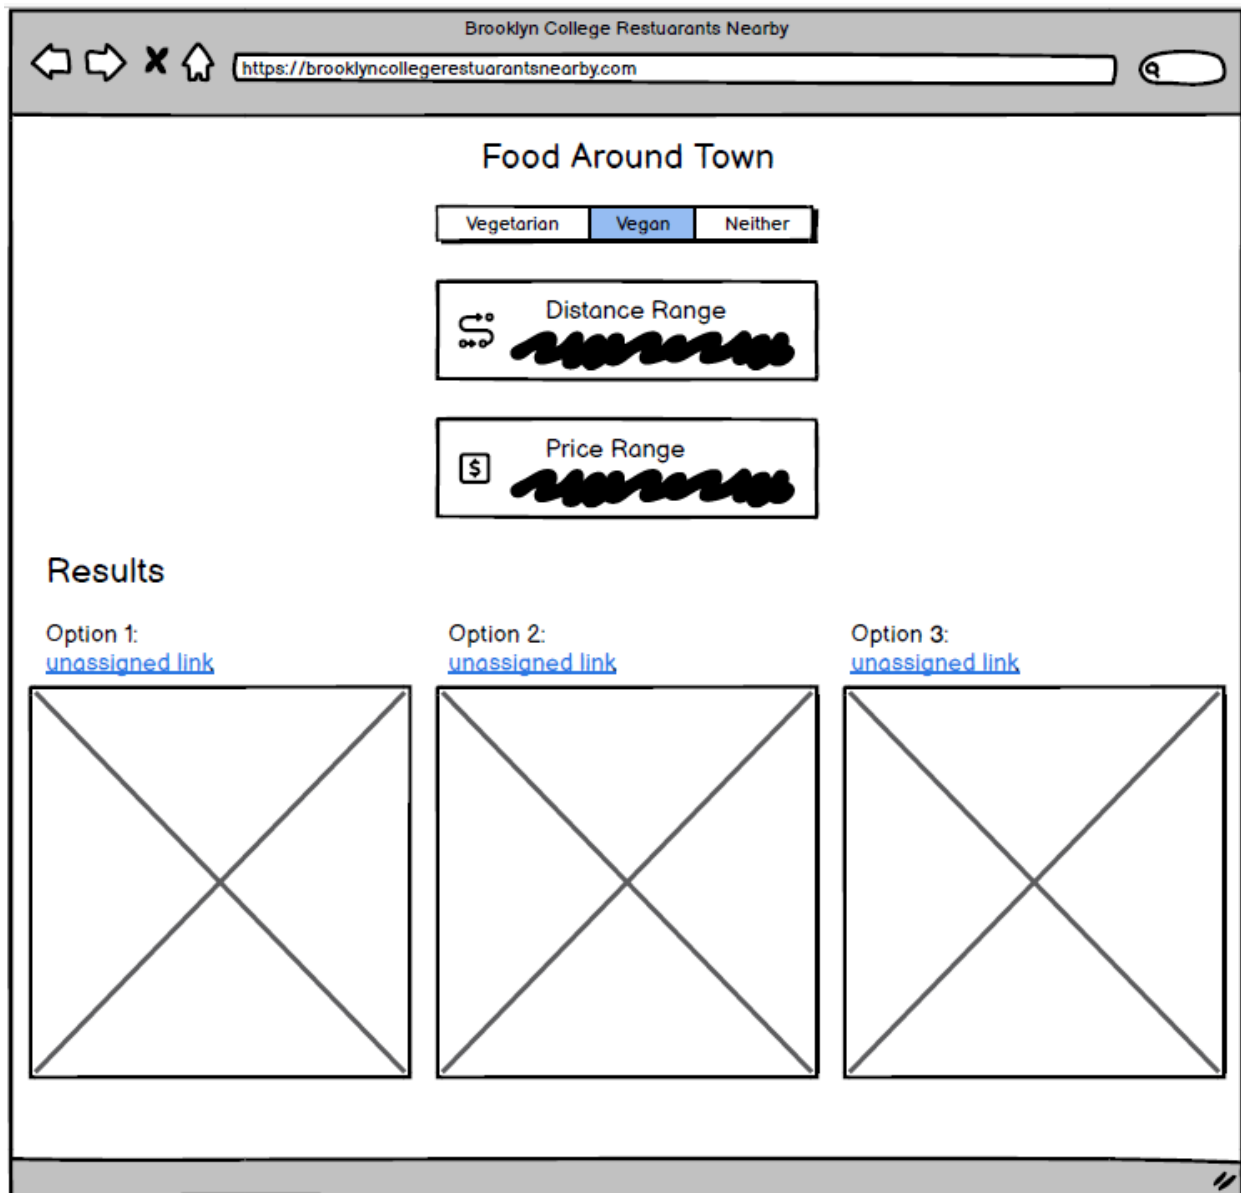 Brooklyn College Restuarants Nearby
https://brooklyncollegerestuarantsnearby.com
Food Around Town
Vegetarian Vegan Neither
Distance Range
Price Range
$
Results
Option 1: Option 2: Option 3:
unassigned link unassigned link unassigned link